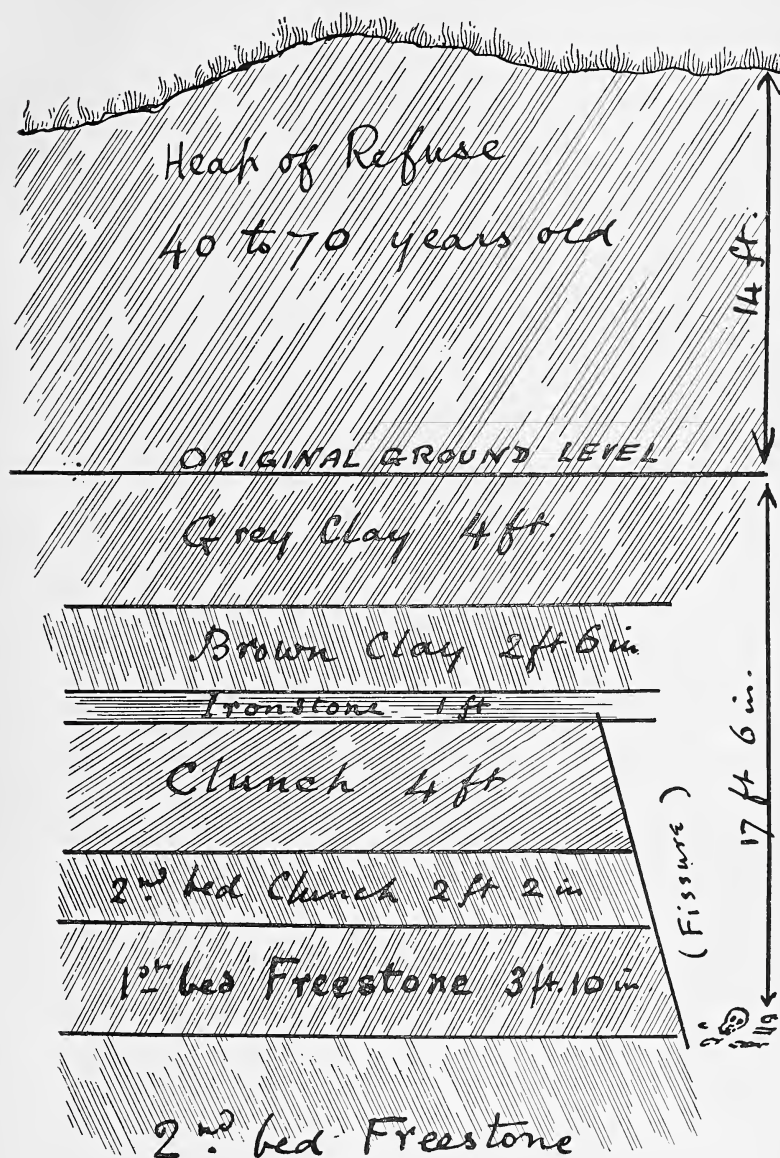 Heap of Refuse
40 to 70 years old
14 ft.
ORIGINAL GROUND LEVEL
Grey Clay 4 ft.
Brown Clay 2 ft 6 in
Ironstone 1 ft
Clunch 4 ft
(Fissure)
17 ft 6 in.
2nd bed Clunch 2 ft 2 in
1st bed Freestone 3 ft. 10 in
2nd bed Freestone